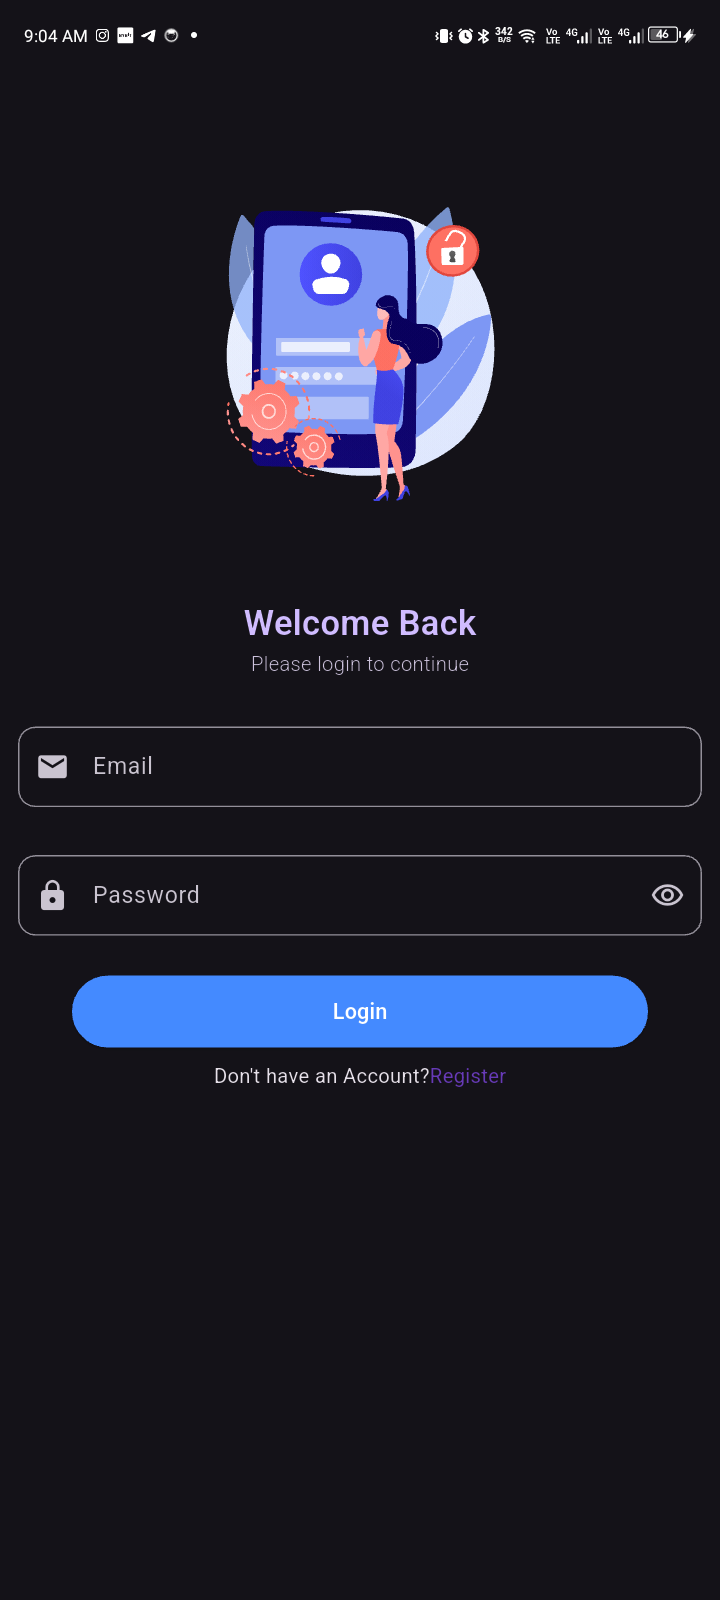 9:04 AM 342 B/S Vo LTE 4G Vo LTE 4G 46
Welcome Back
Please login to continue
Email
Password
Login
Don't have an Account?Register